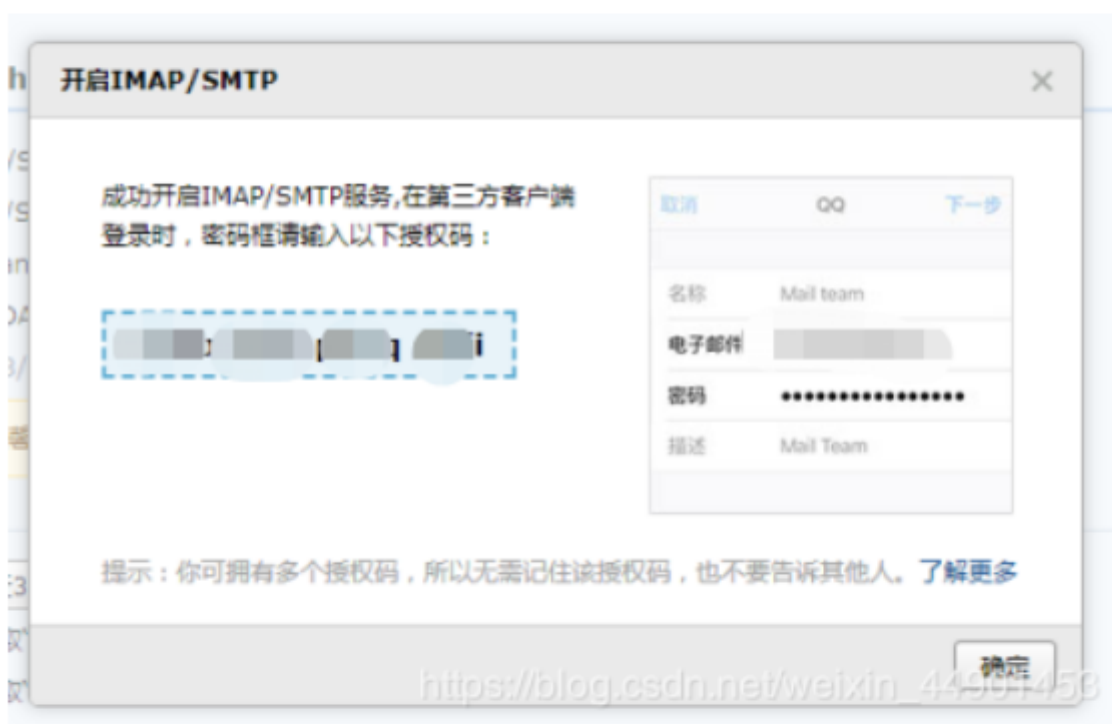 开启IMAP/SMTP
成功开启IMAP/SMTP服务,在第三方客户端
登录时，密码框请输入以下授权码：
取消 QQ 下一步
名称 Mail team
电子邮件
密码 ••••••••••••••••
描述 Mail Team
提示：你可拥有多个授权码，所以无需记住该授权码，也不要告诉其他人。了解更多
确定
https://blog.csdn.net/weixin_44901453